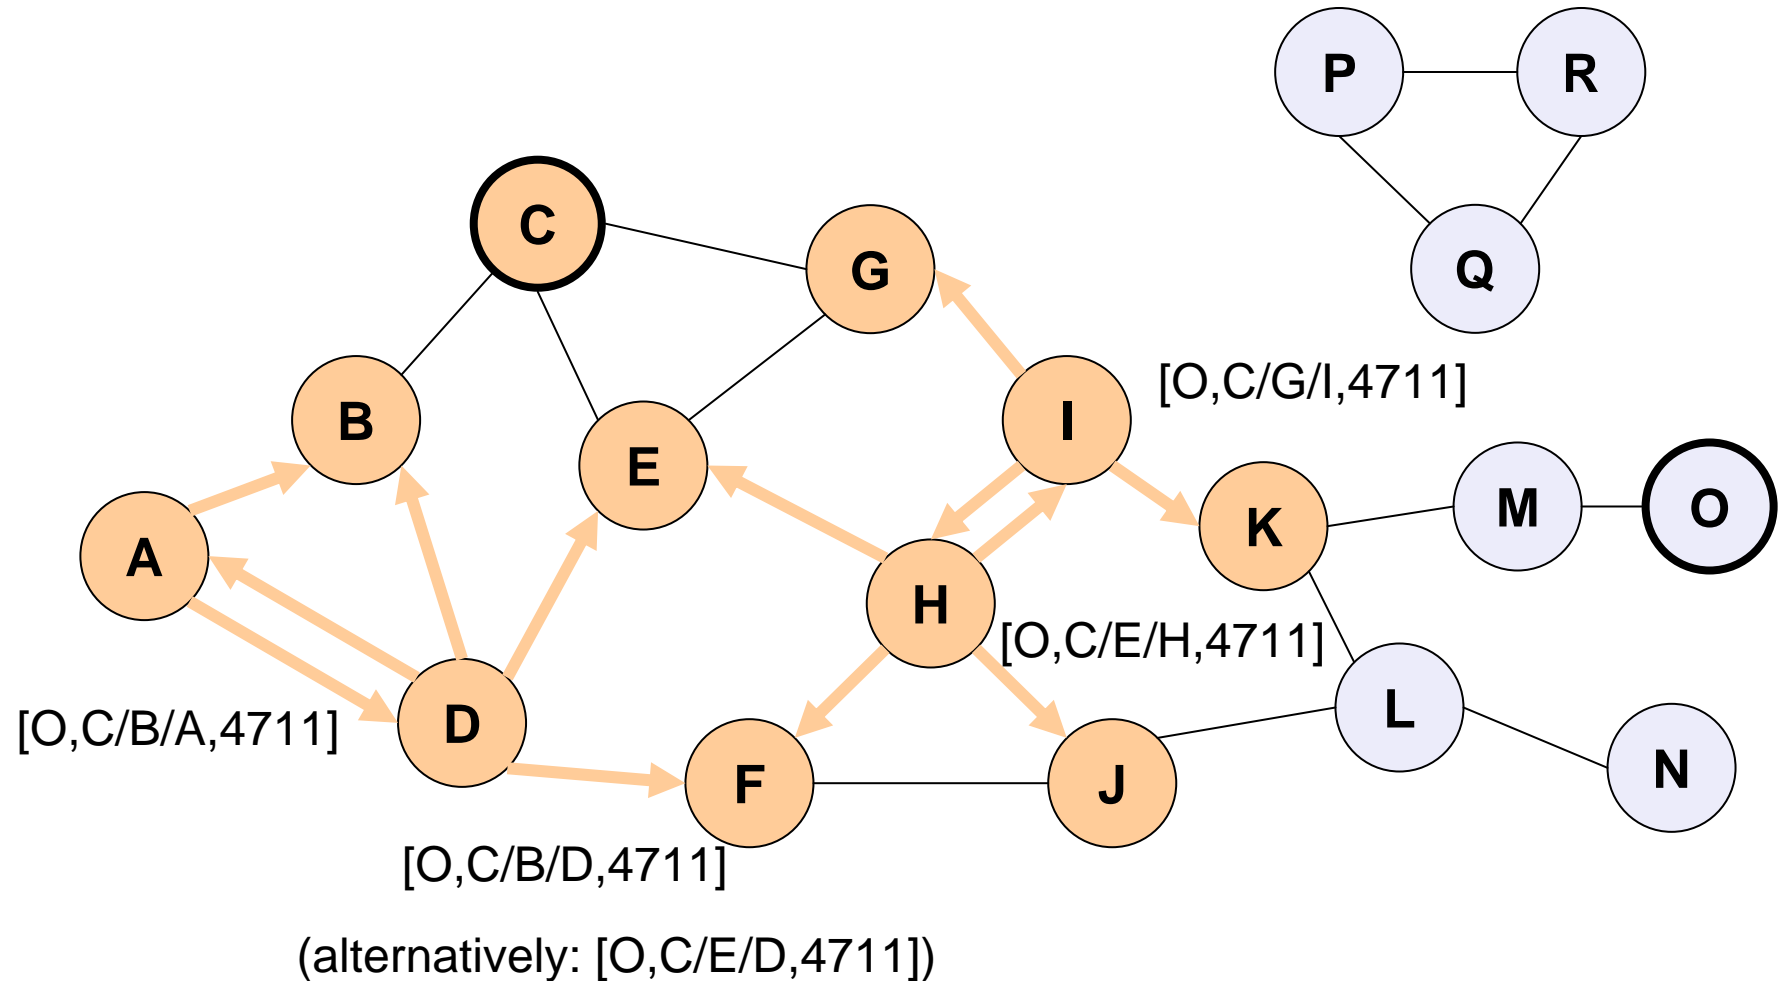 P
R
C
G
Q
[O,C/G/I,4711]
B
I
E
M
O
K
A
H
[O,C/E/H,4711]
[O,C/B/A,4711]
D
L
F
J
N
[O,C/B/D,4711]
(alternatively: [O,C/E/D,4711])